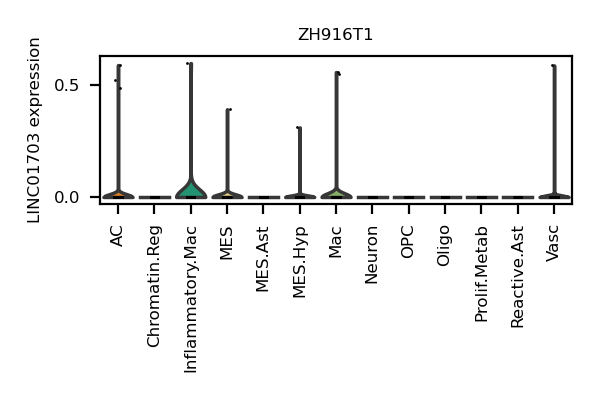 ZH916T1
LINC01703 expression
0.5
0.0
AC
Chromatin.Reg
Inflammatory.Mac
MES
MES.Ast
MES.Hyp
Mac
Neuron
OPC
Oligo
Prolif.Metab
Reactive.Ast
Vasc